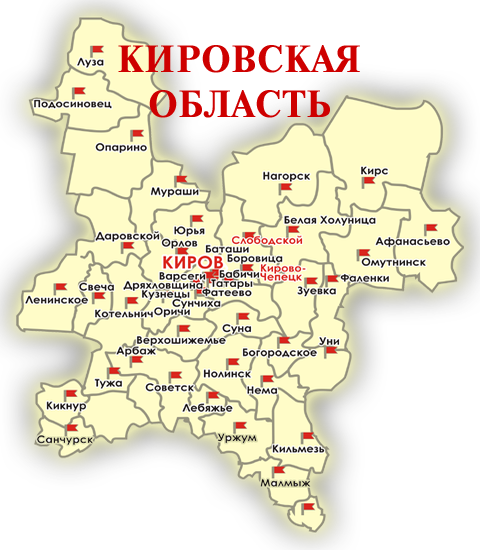 КИРОВСКАЯ
ОБЛАСТЬ
Луза
Подосиновец
Опарино
Мураши
Нагорск
Кирс
Юрья
Белая Холуница
Даровской
Орлов
Баташи
Слободской
Афанасьево
КИРОВ
Боровица
Омутнинск
Варсеги
Бабичи
Кирово-
Чепецк
Фаленки
Свеча
Дряхловщина
Татары
Зуевка
Ленинское
Кузнецы
Фатеево
Котельнич
Сунчиха
Оричи
Суна
Верхошижемье
Уни
Арбаж
Богородское
Тужа
Советск
Нолинск
Нема
Кикнур
Лебяжье
Санчурск
Уржум
Кильмезь
Малмыж